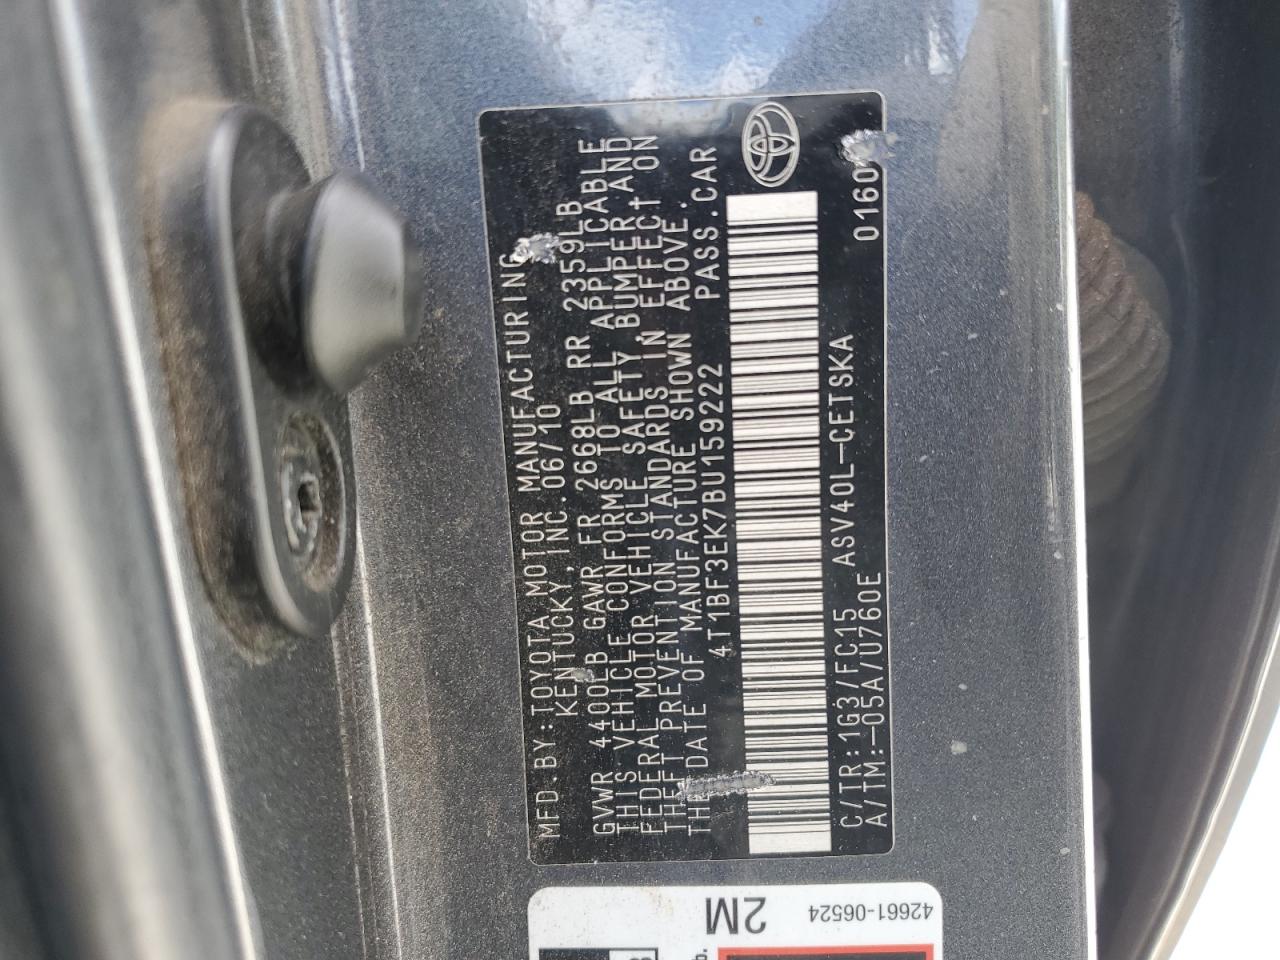 MFD.BY:TOYOTA MOTOR MANUFACTURING
KENTUCKY,INC. 06/10
GVWR 4400LB GAWR FR 2668LB RR 2359LB
THIS VEHICLE CONFORMS TO ALL APPLICABLE
FEDERAL MOTOR VEHICLE SAFETY,BUMPER,AND
THEFT PREVENTION STANDARDS IN EFFECT ON
THE DATE OF MANUFACTURE SHOWN ABOVE.
4T1BF3EK7BU159222 PASS.CAR
C/TR:1G3/FC15 ASV40L-CETSKA 0160
A/TM:-05A/U760E
2M
42661-06524